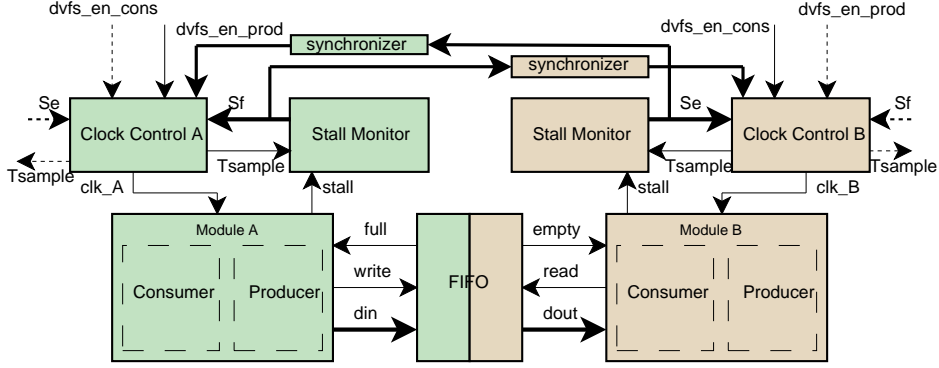 dvfs_en_cons
dvfs_en_prod
dvfs_en_prod
dvfs_en_cons
synchronizer
synchronizer
Se
Sf
Se
Sf
Clock Control A
Stall Monitor
Stall Monitor
Clock Control B
Tsample
Tsample
Tsample
Tsample
clk_A
stall
stall
clk_B
Module A
full
empty
Module B
write
read
Consumer
Producer
FIFO
Consumer
Producer
din
dout